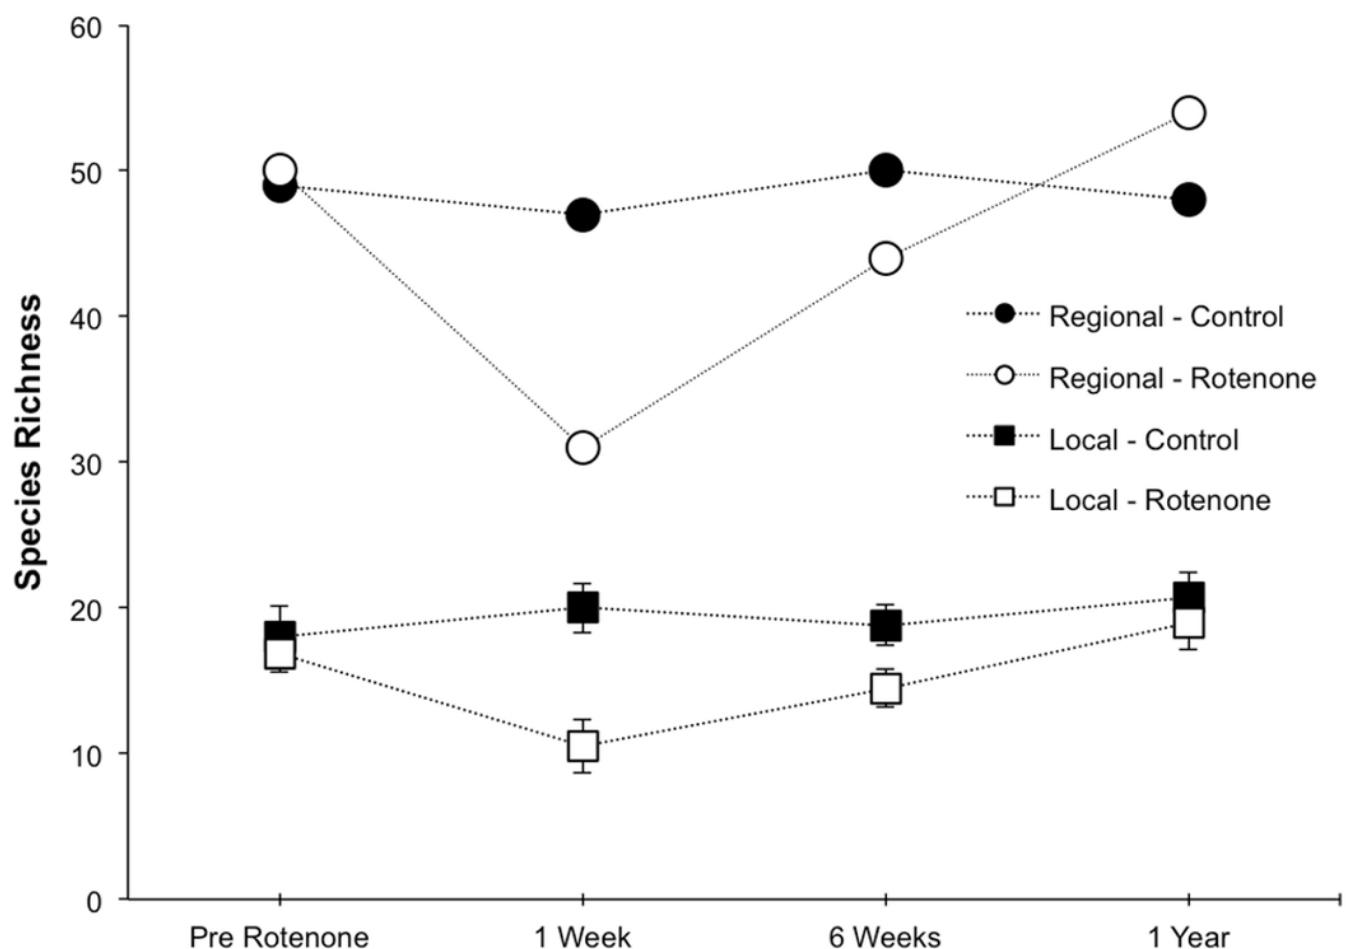 Species Richness
60
50
40
30
20
10
0
Regional - Control
Regional - Rotenone
Local - Control
Local - Rotenone
Pre Rotenone 1 Week 6 Weeks 1 Year